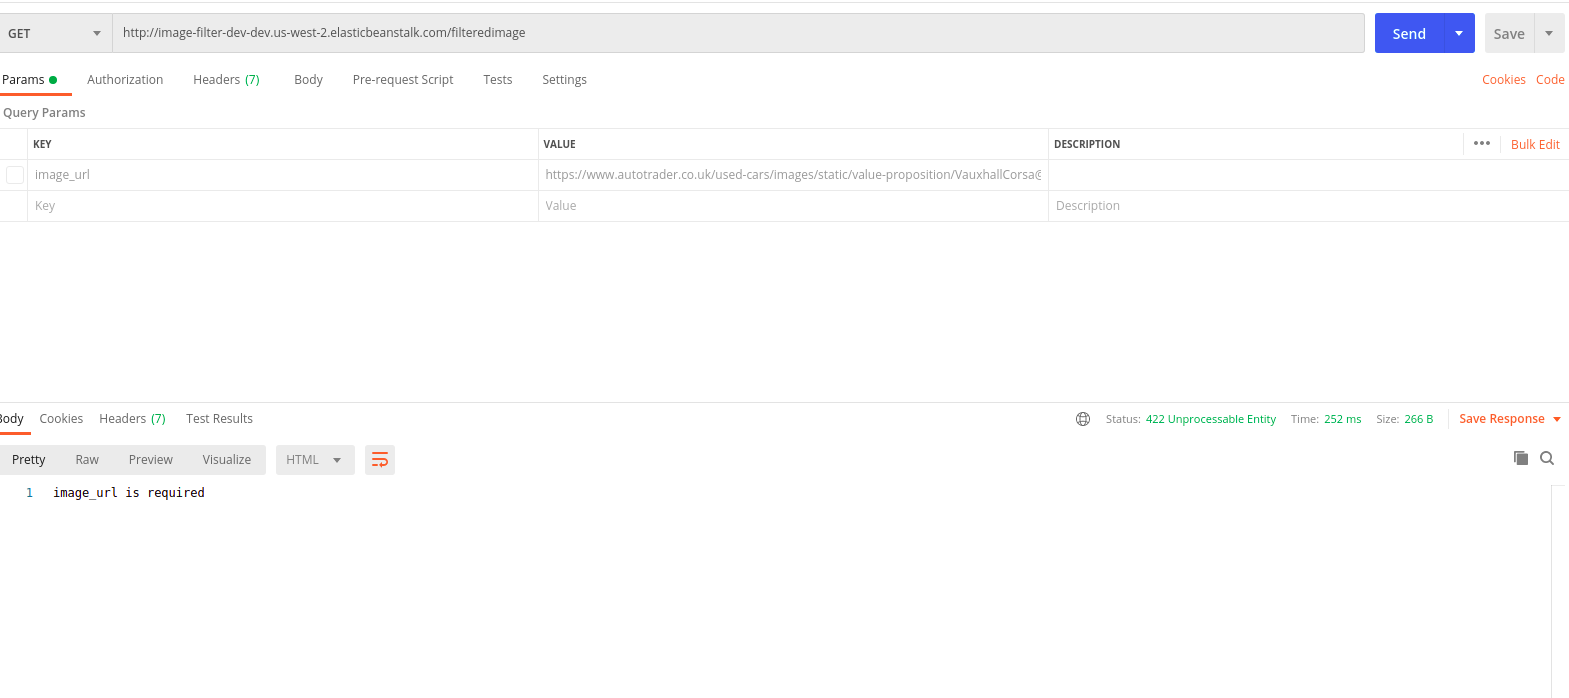 GET http://image-filter-dev-dev.us-west-2.elasticbeanstalk.com/filteredimage Send Save
Params Authorization Headers (7) Body Pre-request Script Tests Settings Cookies Code
Query Params
KEY VALUE DESCRIPTION ••• Bulk Edit
image_url https://www.autotrader.co.uk/used-cars/images/static/value-proposition/VauxhallCorsa@
Key Value Description
Body Cookies Headers (7) Test Results Status: 422 Unprocessable Entity Time: 252 ms Size: 266 B Save Response
Pretty Raw Preview Visualize HTML
1 image_url is required